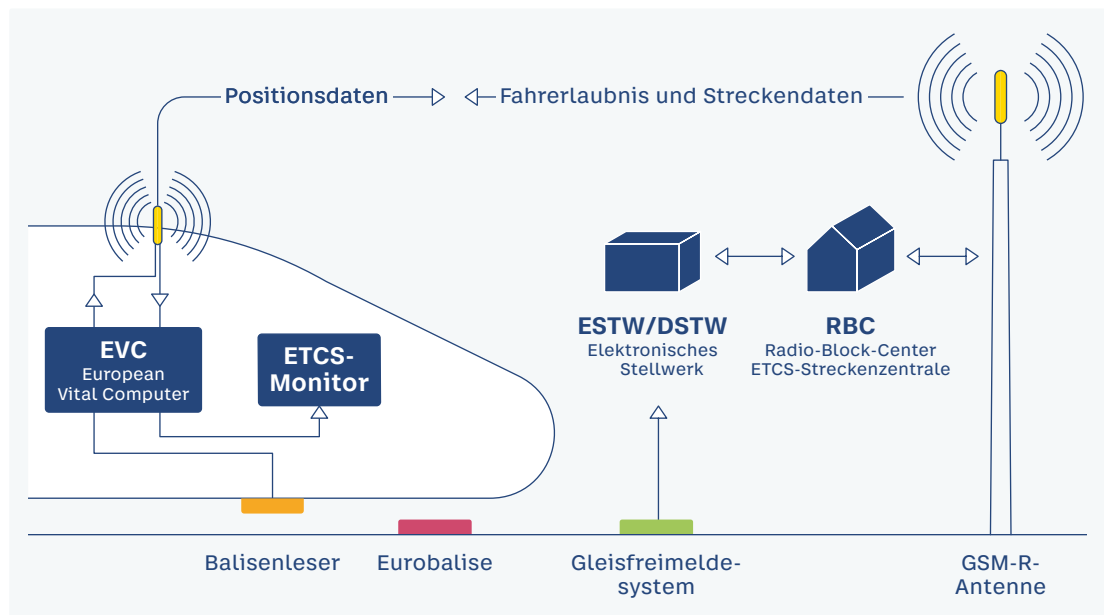 Positionsdaten
Fahrerlaubnis und Streckendaten
EVC
European
Vital Computer
ETCS-
Monitor
ESTW/DSTW
Elektronisches
Stellwerk
RBC
Radio-Block-Center
ETCS-Streckenzentrale
Balisenleser
Eurobalise
Gleisfreimelde-
system
GSM-R-
Antenne